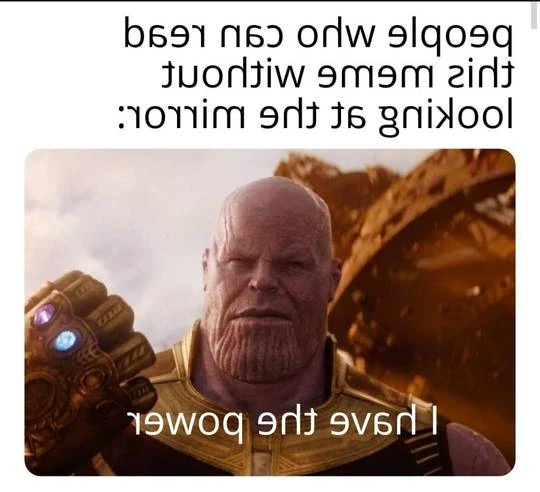 people who can read
this meme without
looking at the mirror:
I have the power